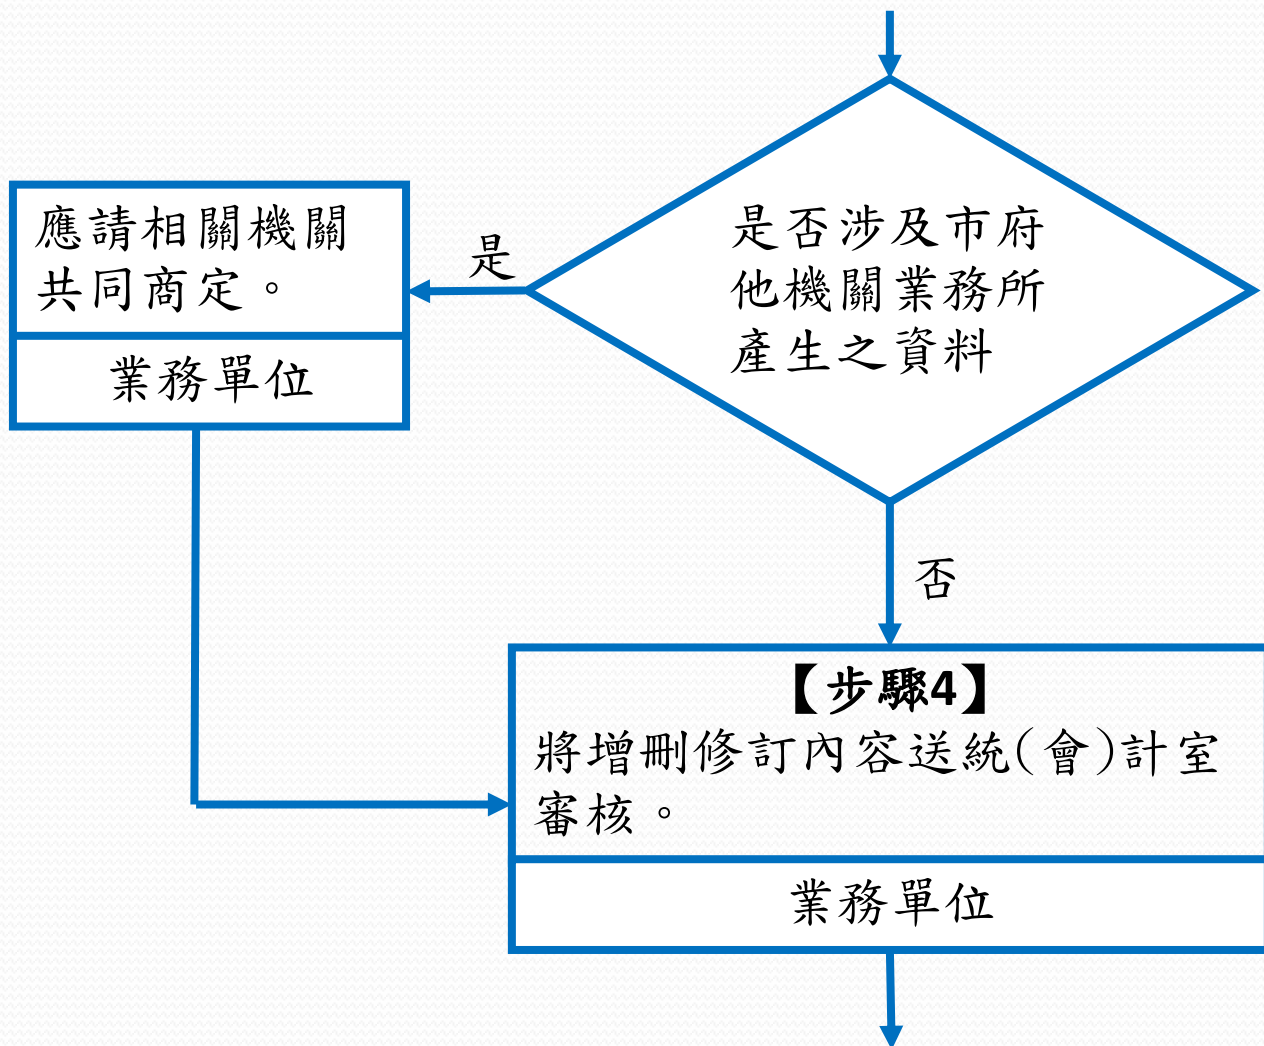 是否涉及市府
他機關業務所
產生之資料
是
應請相關機關
共同商定。
業務單位
否
【步驟4】
將增刪修訂內容送統(會)計室
審核。
業務單位